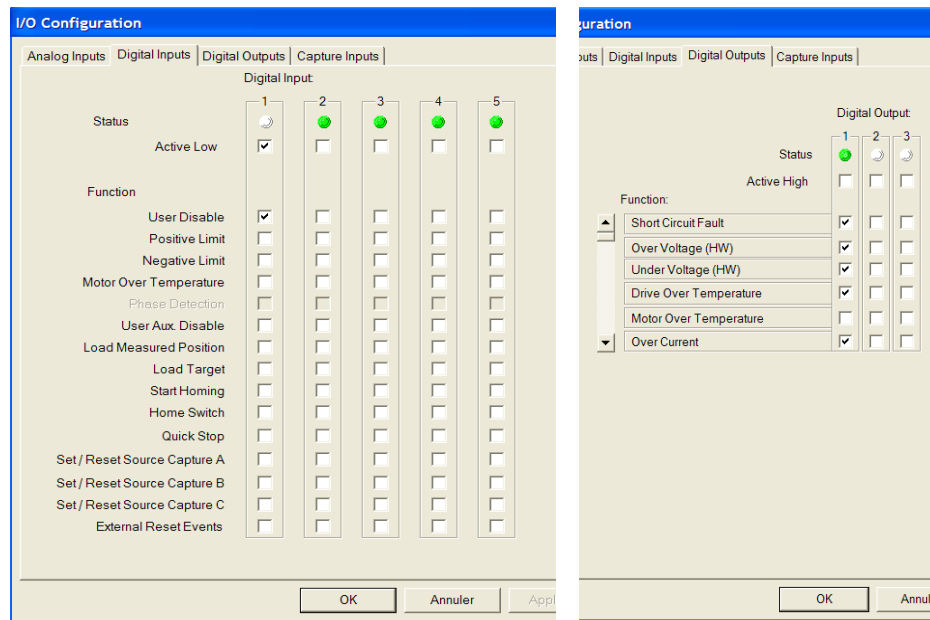 I/O Configuration
Analog Inputs Digital Inputs Digital Outputs Capture Inputs
Digital Input:
1 2 3 4 5
Status
Active Low
Function
User Disable
Positive Limit
Negative Limit
Motor Over Temperature
Phase Detection
User Aux. Disable
Load Measured Position
Load Target
Start Homing
Home Switch
Quick Stop
Set / Reset Source Capture A
Set / Reset Source Capture B
Set / Reset Source Capture C
External Reset Events
OK Annuler Appl
guration
outs Digital Inputs Digital Outputs Capture Inputs
Digital Output:
1 2 3
Status
Active High
Function:
Short Circuit Fault
Over Voltage (HW)
Under Voltage (HW)
Drive Over Temperature
Motor Over Temperature
Over Current
OK Annul